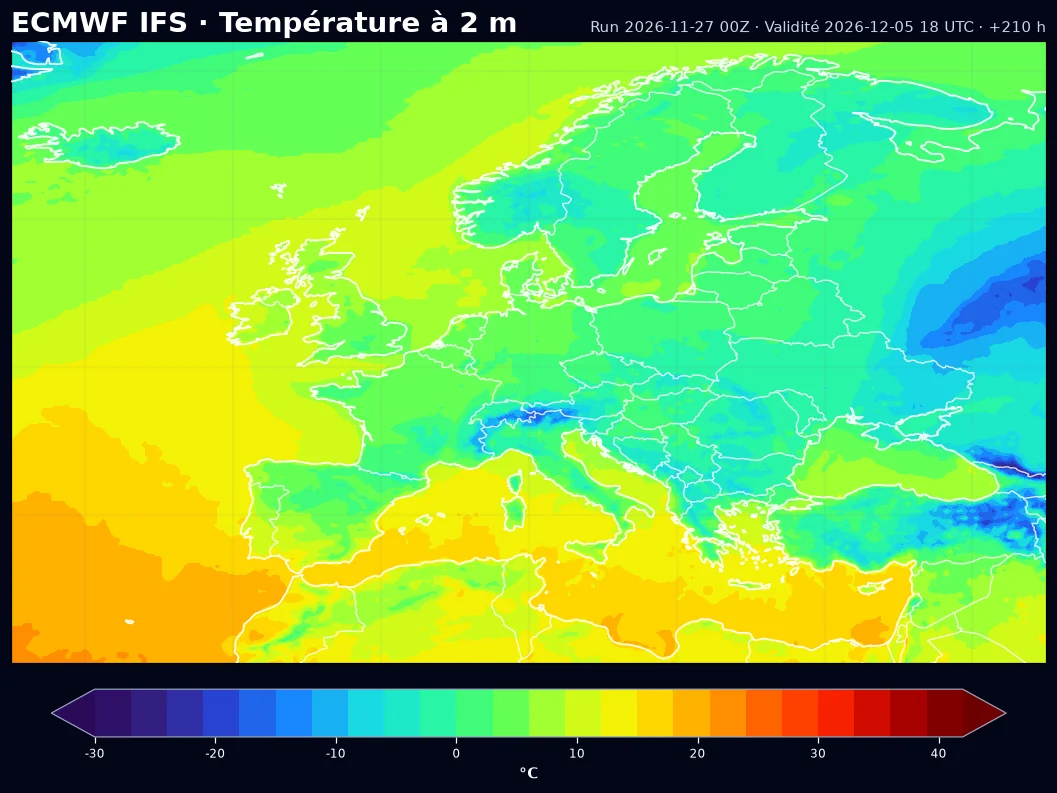 ECMWF IFS · Température à 2 m
Run 2026-11-27 00Z · Validité 2026-12-05 18 UTC · +210 h
-30 -20 -10 0 10 20 30 40
°C